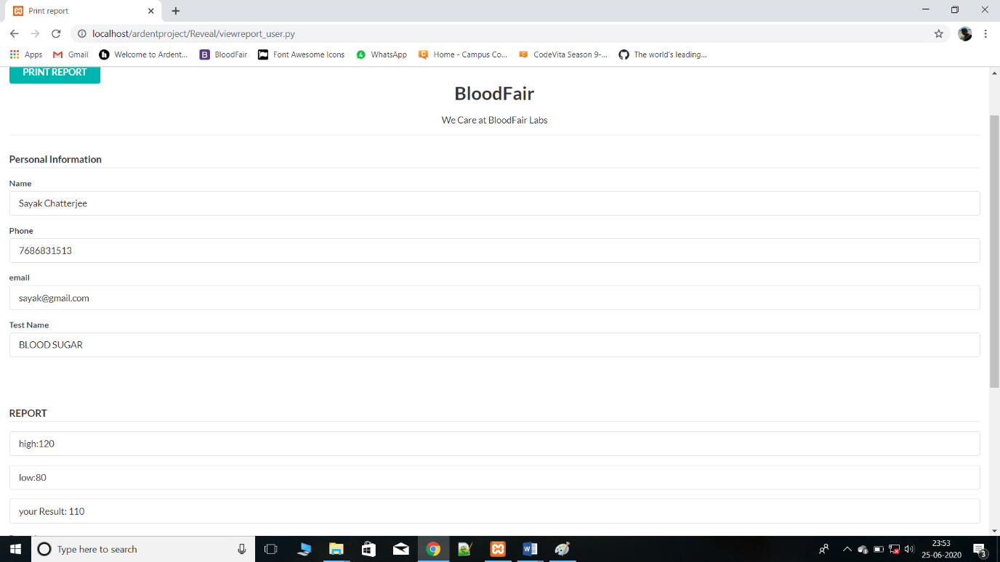 Print report
localhost/ardentproject/Reveal/viewreport_user.py
Apps Gmail Welcome to Ardent... BloodFair Font Awesome Icons WhatsApp Home - Campus Co... CodeVita Season 9-... The world's leading...
PRINT REPORT
BloodFair
We Care at BloodFair Labs
Personal Information
Name
Sayak Chatterjee
Phone
7686831513
email
sayak@gmail.com
Test Name
BLOOD SUGAR
REPORT
high:120
low:80
your Result: 110
Type here to search
23:53
25-06-2020
3